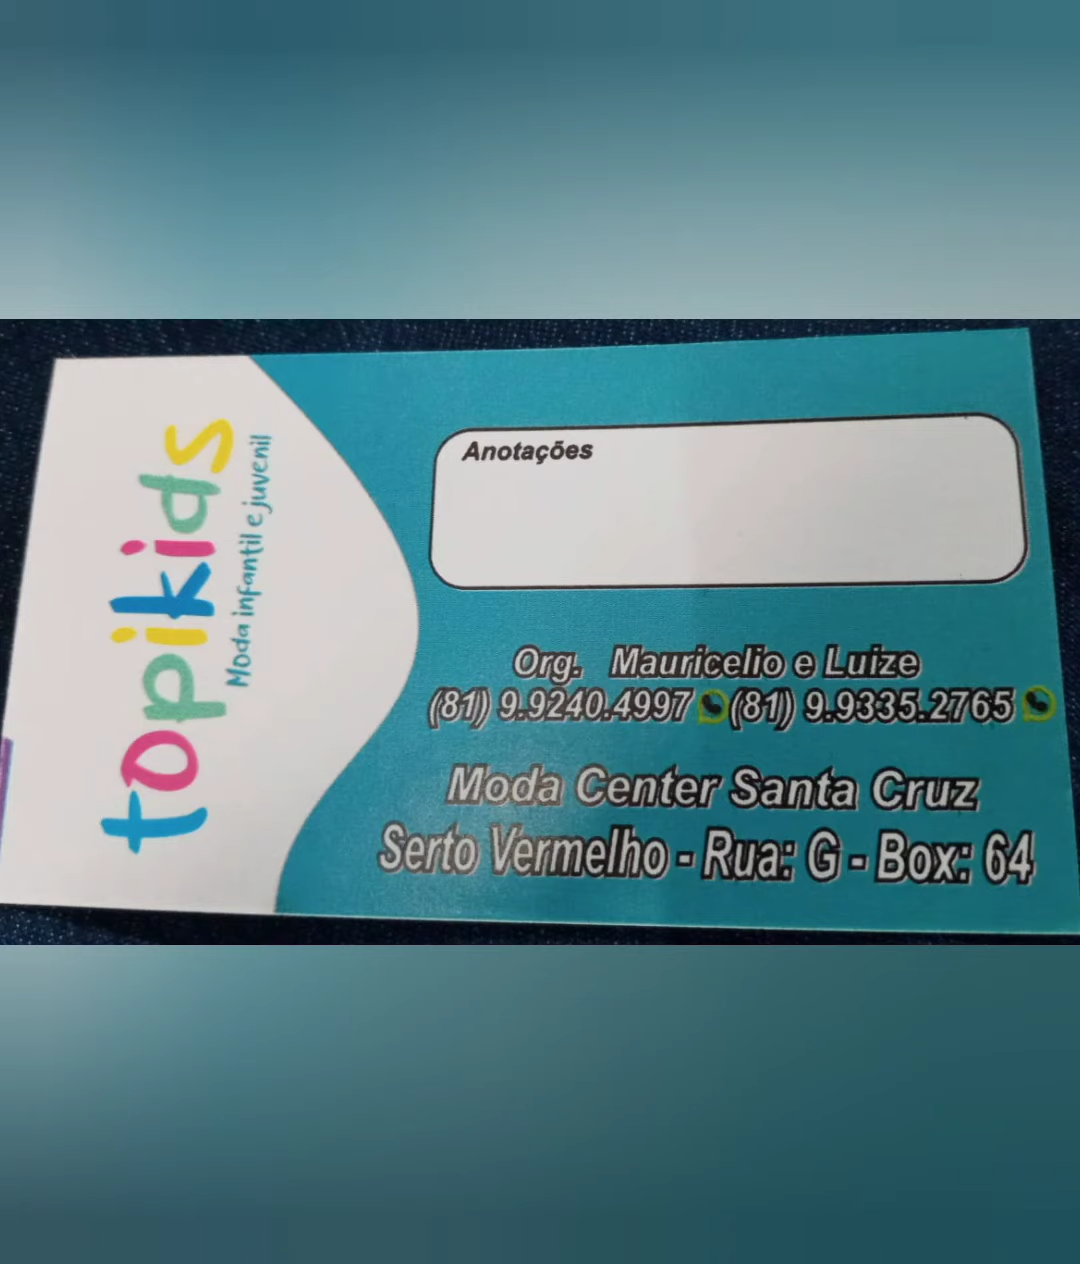 topikids
Moda infantil e juvenil
Anotações
Org. Mauricelio e Luize
(81) 9.9240.4997 (81) 9.9335.2765
Moda Center Santa Cruz
Serto Vermelho - Rua: G - Box: 64